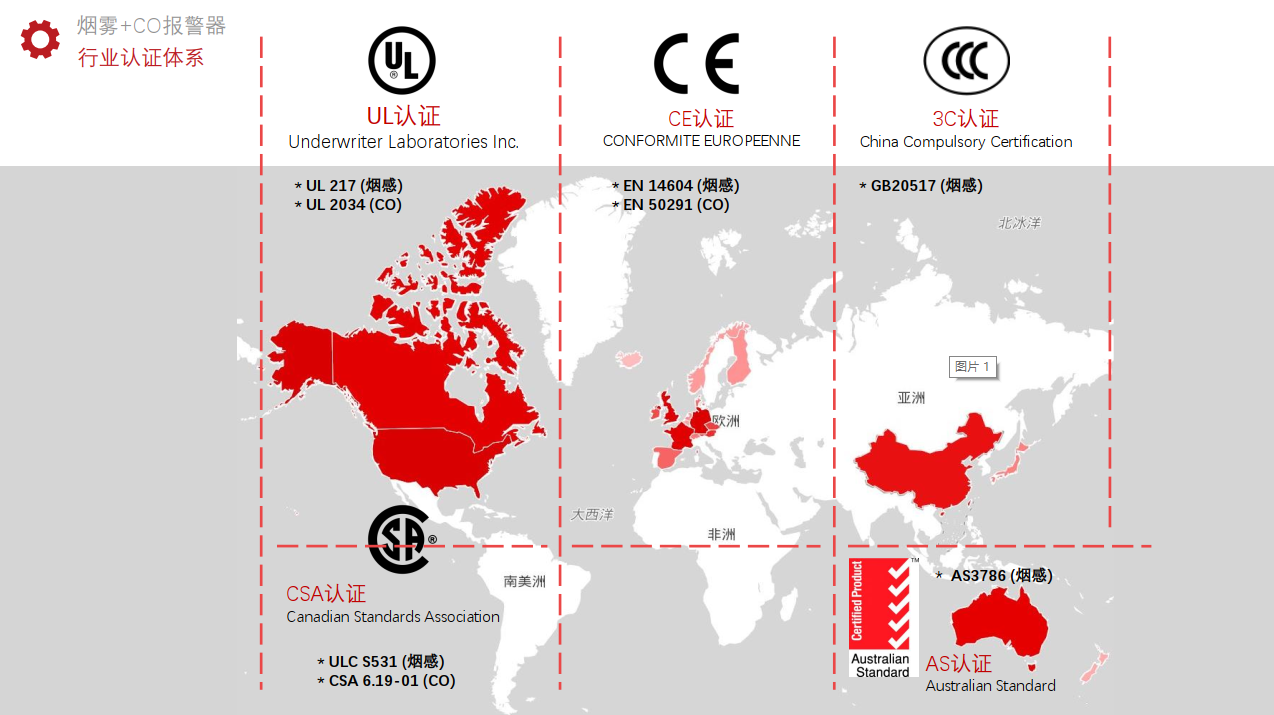 烟雾+CO报警器
行业认证体系
UL
®
UL认证
Underwriter Laboratories Inc.
* UL 217 (烟感)
* UL 2034 (CO)
CE
CE认证
CONFORMITE EUROPEENNE
* EN 14604 (烟感)
* EN 50291 (CO)
CCC
3C认证
China Compulsory Certification
* GB20517 (烟感)
北冰洋
图片 1
亚洲
欧洲
大西洋
非洲
南美洲
CSA®
CSA认证
Canadian Standards Association
* ULC S531 (烟感)
* CSA 6.19-01 (CO)
Certified Product
TM
Australian
Standard
* AS3786 (烟感)
AS认证
Australian Standard